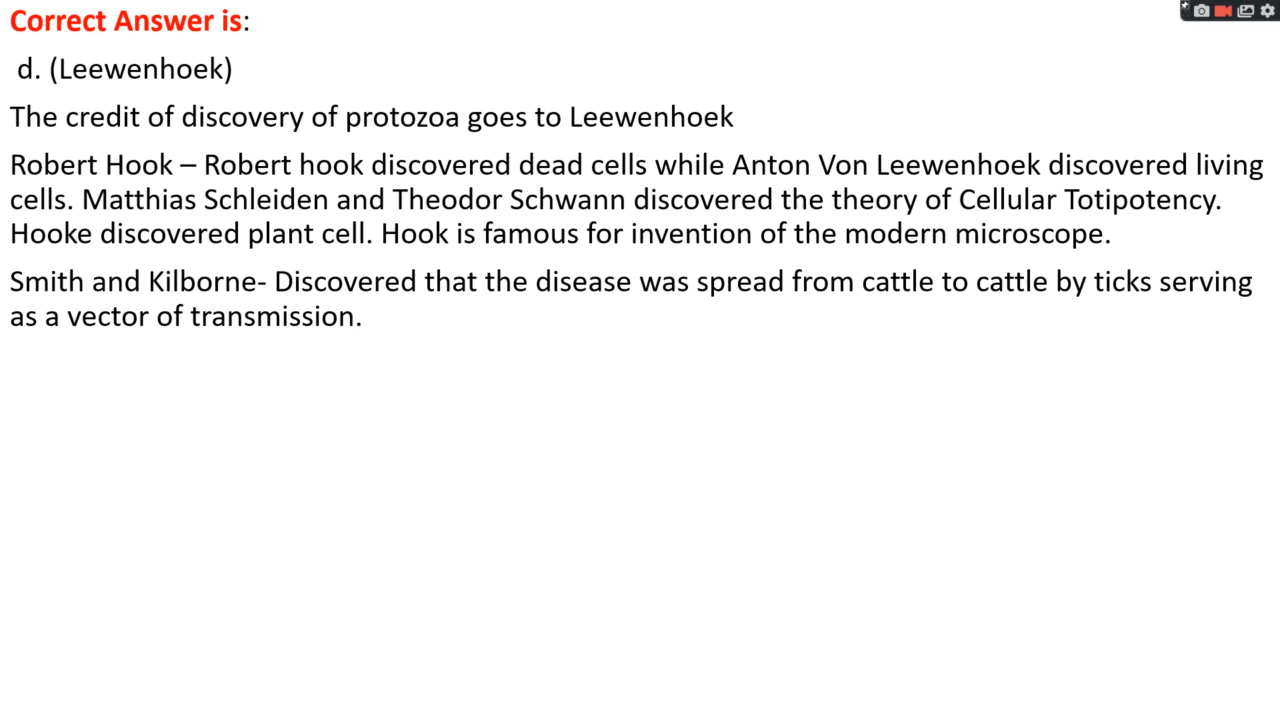 Correct Answer is:
d. (Leewenhoek)
The credit of discovery of protozoa goes to Leewenhoek
Robert Hook – Robert hook discovered dead cells while Anton Von Leewenhoek discovered living
cells. Matthias Schleiden and Theodor Schwann discovered the theory of Cellular Totipotency.
Hooke discovered plant cell. Hook is famous for invention of the modern microscope.
Smith and Kilborne- Discovered that the disease was spread from cattle to cattle by ticks serving
as a vector of transmission.